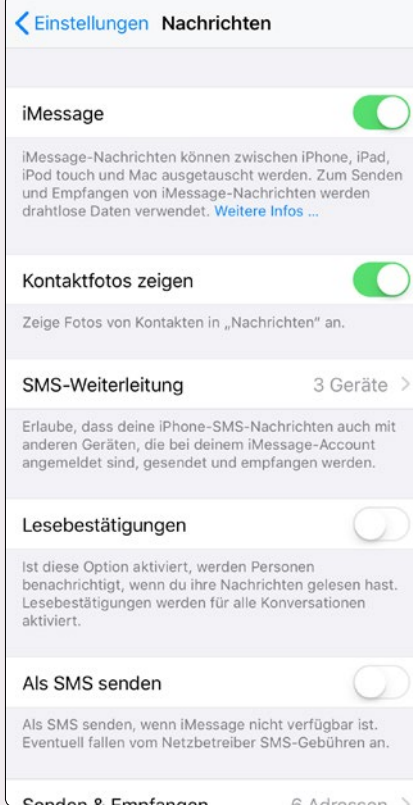 Einstellungen Nachrichten
iMessage
iMessage-Nachrichten können zwischen iPhone, iPad,
iPod touch und Mac ausgetauscht werden. Zum Senden
und Empfangen von iMessage-Nachrichten werden
drahtlose Daten verwendet. Weitere Infos ...
Kontaktfotos zeigen
Zeige Fotos von Kontakten in „Nachrichten“ an.
SMS-Weiterleitung 3 Geräte
Erlaube, dass deine iPhone-SMS-Nachrichten auch mit
anderen Geräten, die bei deinem iMessage-Account
angemeldet sind, gesendet und empfangen werden.
Lesebestätigungen
Ist diese Option aktiviert, werden Personen
benachrichtigt, wenn du ihre Nachrichten gelesen hast.
Lesebestätigungen werden für alle Konversationen
aktiviert.
Als SMS senden
Als SMS senden, wenn iMessage nicht verfügbar ist.
Eventuell fallen vom Netzbetreiber SMS-Gebühren an.
Senden & Empfangen 6 Adressen